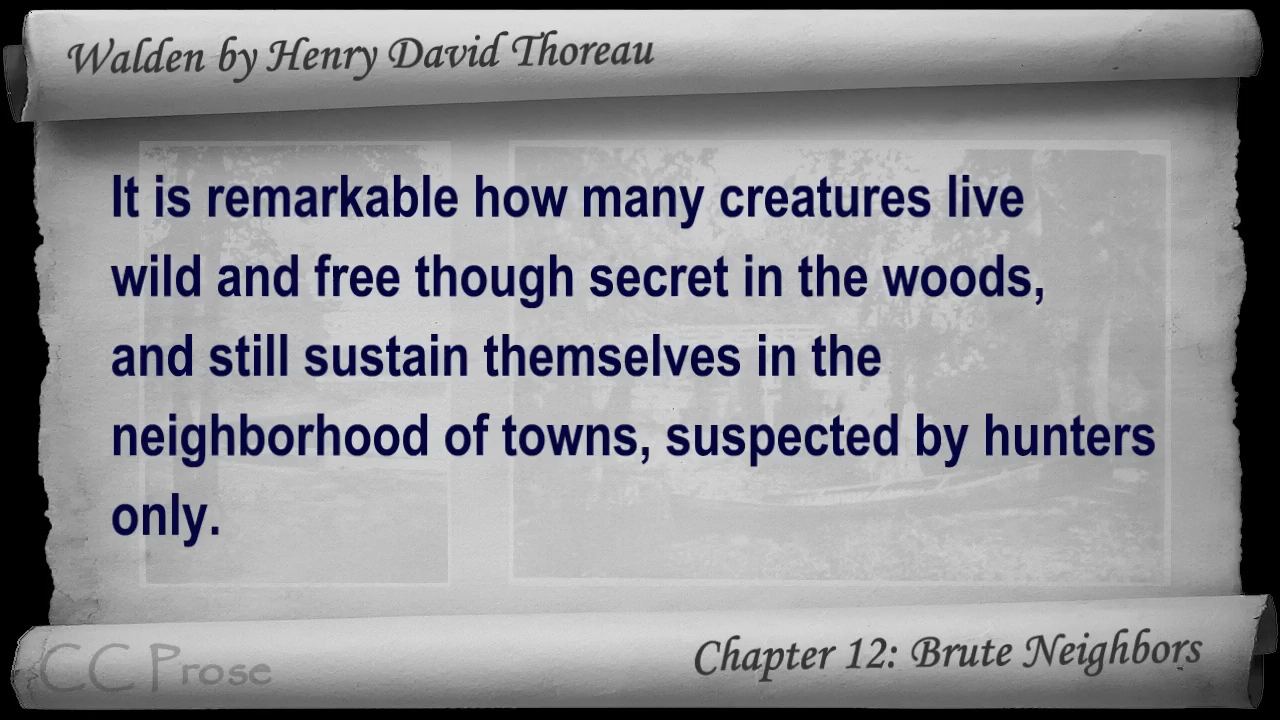 Walden by Henry David Thoreau
It is remarkable how many creatures live
wild and free though secret in the woods,
and still sustain themselves in the
neighborhood of towns, suspected by hunters
only.
CC Prose
Chapter 12: Brute Neighbors